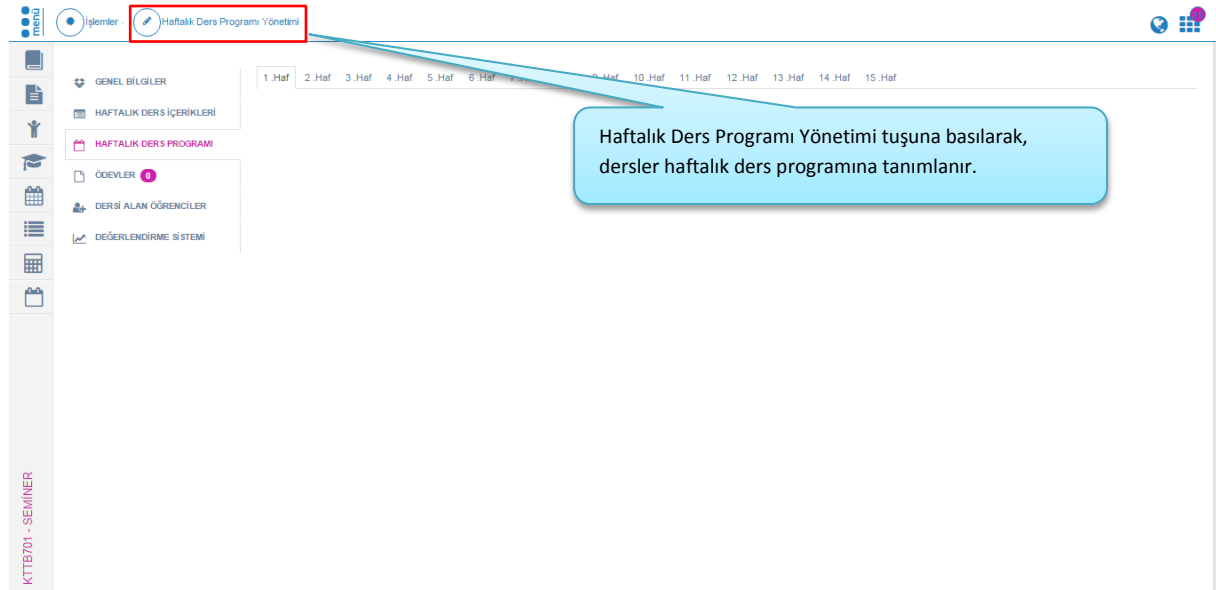 menü
İşlemler -
Haftalık Ders Programı Yönetimi
GENEL BİLGİLER
HAFTALIK DERS İÇERİKLERİ
HAFTALIK DERS PROGRAMI
ÖDEVLER 0
DERSİ ALAN ÖĞRENCİLER
DEĞERLENDİRME SİSTEMİ
1 .Haf 2 .Haf 3 .Haf 4 .Haf 5 .Haf 6 .Haf 10 .Haf 11 .Haf 12 .Haf 13 .Haf 14 .Haf 15 .Haf
Haftalık Ders Programı Yönetimi tuşuna basılarak,
dersler haftalık ders programına tanımlanır.
KTTB701 - SEMİNER